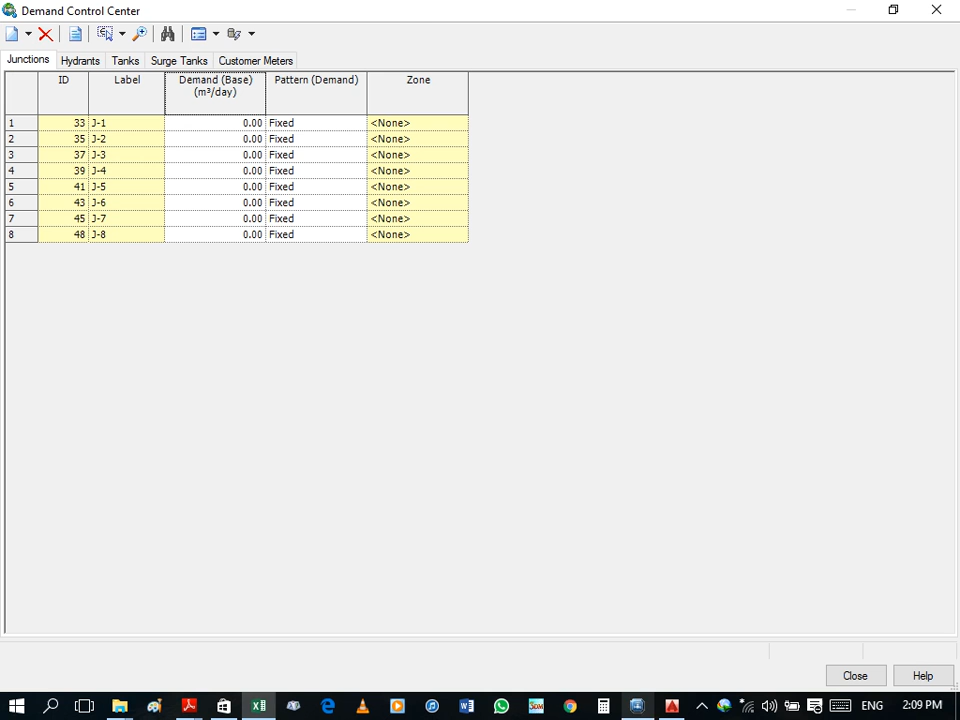 Demand Control Center
Junctions Hydrants Tanks Surge Tanks Customer Meters
ID Label Demand (Base) (m³/day) Pattern (Demand) Zone
1 33 J-1 0.00 Fixed <None>
2 35 J-2 0.00 Fixed <None>
3 37 J-3 0.00 Fixed <None>
4 39 J-4 0.00 Fixed <None>
5 41 J-5 0.00 Fixed <None>
6 43 J-6 0.00 Fixed <None>
7 45 J-7 0.00 Fixed <None>
8 48 J-8 0.00 Fixed <None>
Close Help
ENG 2:09 PM